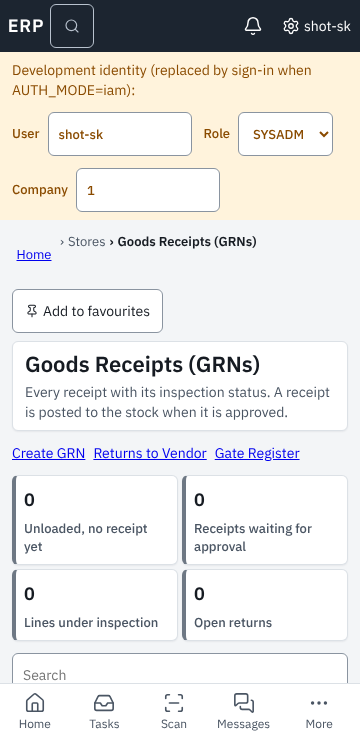 ERP
shot-sk
Development identity (replaced by sign-in when
AUTH_MODE=iam):
User shot-sk Role SYSADM
Company 1
Home › Stores › Goods Receipts (GRNs)
Add to favourites
Goods Receipts (GRNs)
Every receipt with its inspection status. A receipt
is posted to the stock when it is approved.
Create GRN Returns to Vendor Gate Register
0
Unloaded, no receipt
yet
0
Receipts waiting for
approval
0
Lines under inspection
0
Open returns
Search
Home Tasks Scan Messages More